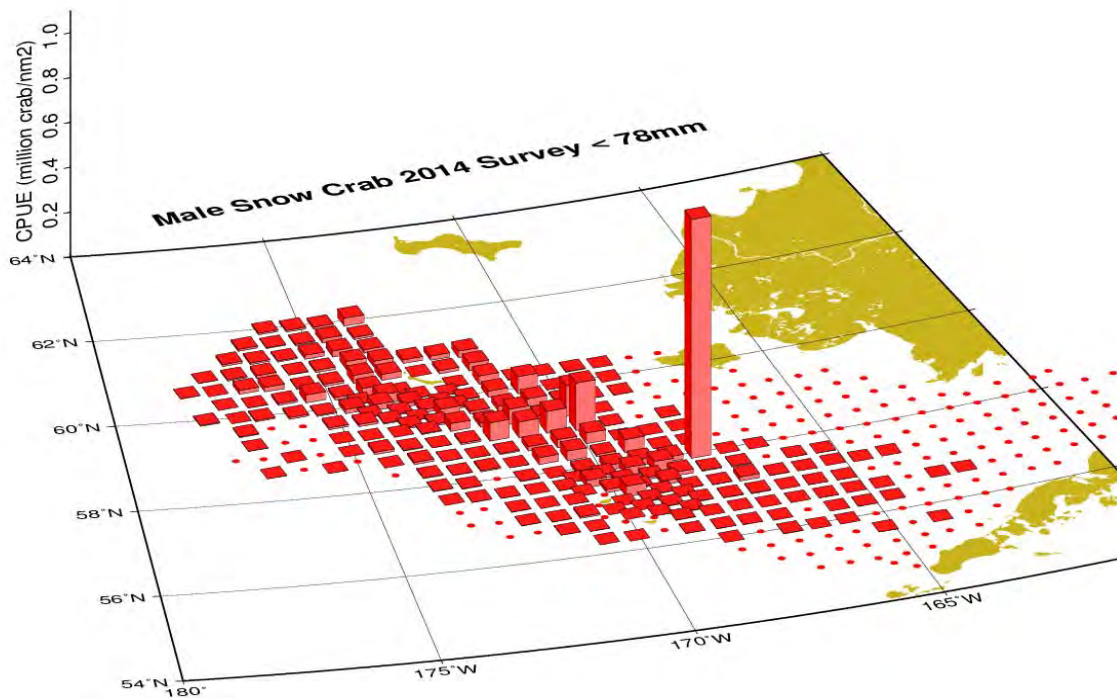 Male Snow Crab 2014 Survey < 78mm
CPUE (million crab/nm2)
1.0
0.8
0.6
0.4
0.2
64°N
62°N
60°N
58°N
56°N
54°N
180°
175°W
170°W
165°W